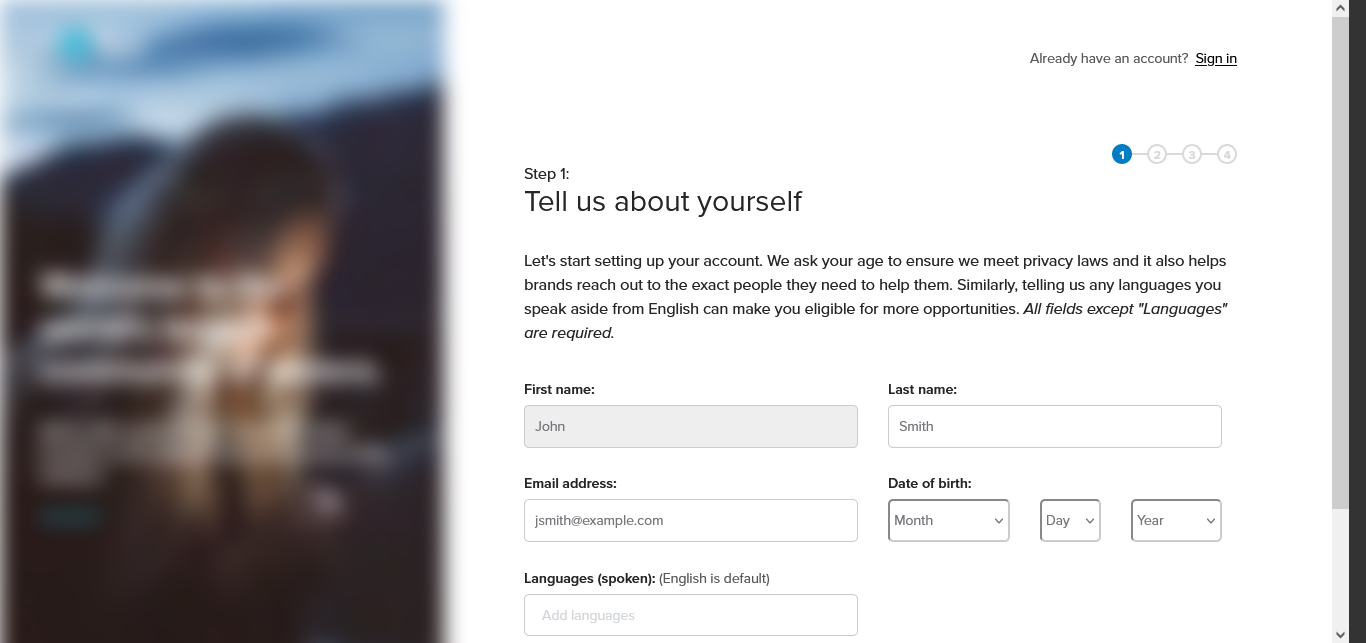 Already have an account? Sign in
1 2 3 4
Step 1:
Tell us about yourself
Let's start setting up your account. We ask your age to ensure we meet privacy laws and it also helps
brands reach out to the exact people they need to help them. Similarly, telling us any languages you
speak aside from English can make you eligible for more opportunities. All fields except "Languages"
are required.
First name: Last name:
John Smith
Email address: Date of birth:
jsmith@example.com Month Day Year
Languages (spoken): (English is default)
Add languages